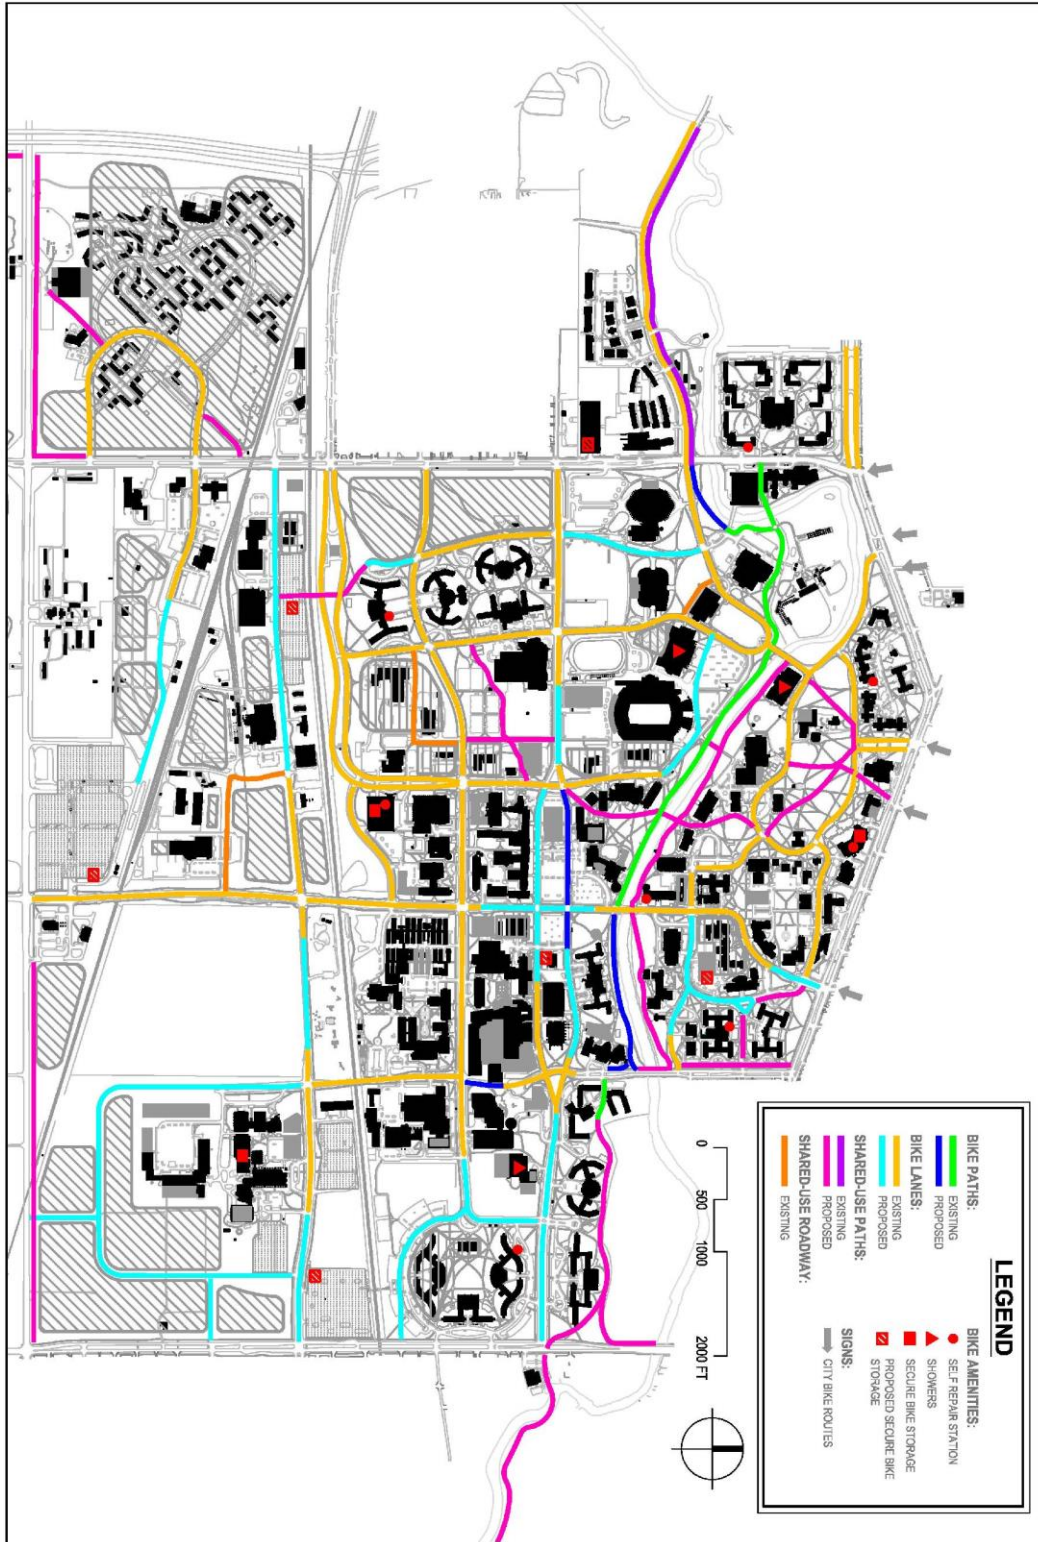 LEGEND
BIKE PATHS:
EXISTING
PROPOSED
BIKE LANES:
EXISTING
PROPOSED
SHARED-USE PATHS:
EXISTING
PROPOSED
SHARED-USE ROADWAY:
EXISTING
BIKE AMENITIES:
SELF REPAIR STATION
SHOWERS
SECURE BIKE STORAGE
PROPOSED SECURE BIKE
STORAGE
SIGNS:
CITY BIKE ROUTES
0 500 1000 2000 FT